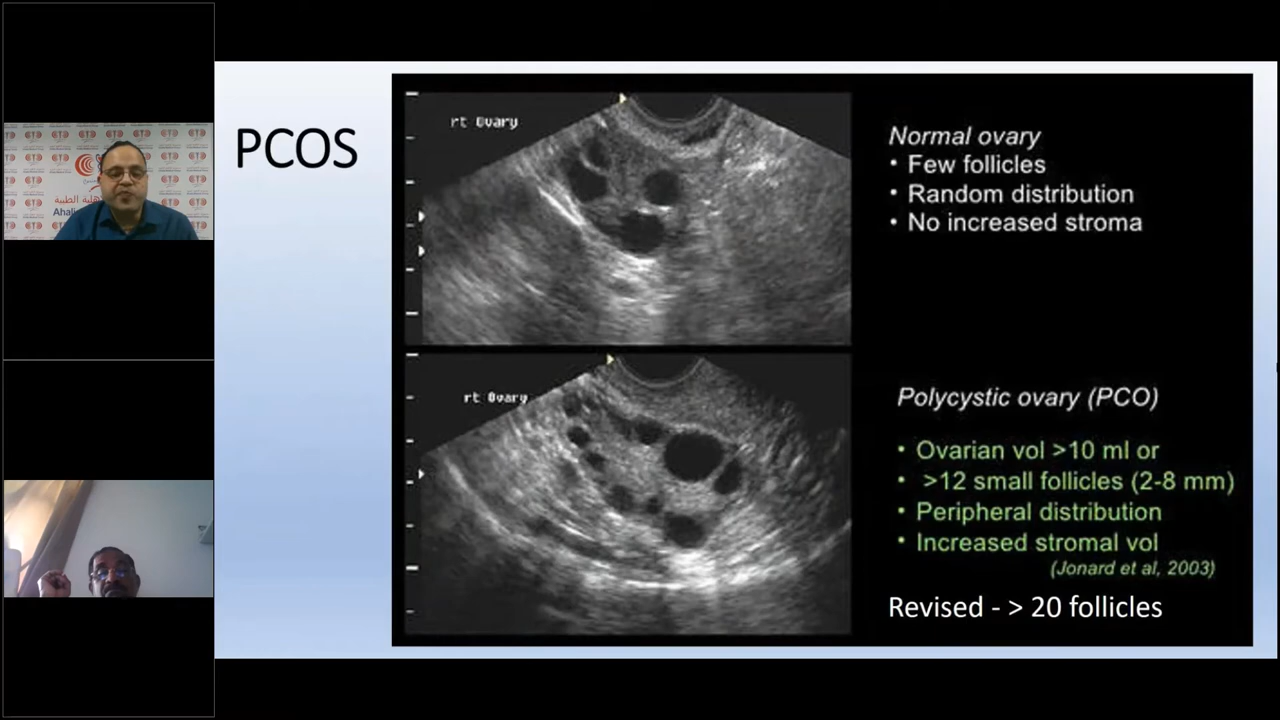 PCOS
rt Ovary
Normal ovary
• Few follicles
• Random distribution
• No increased stroma
rt Ovary
Polycystic ovary (PCO)
• Ovarian vol >10 ml or
• >12 small follicles (2-8 mm)
• Peripheral distribution
• Increased stromal vol
(Jonard et al, 2003)
Revised - > 20 follicles